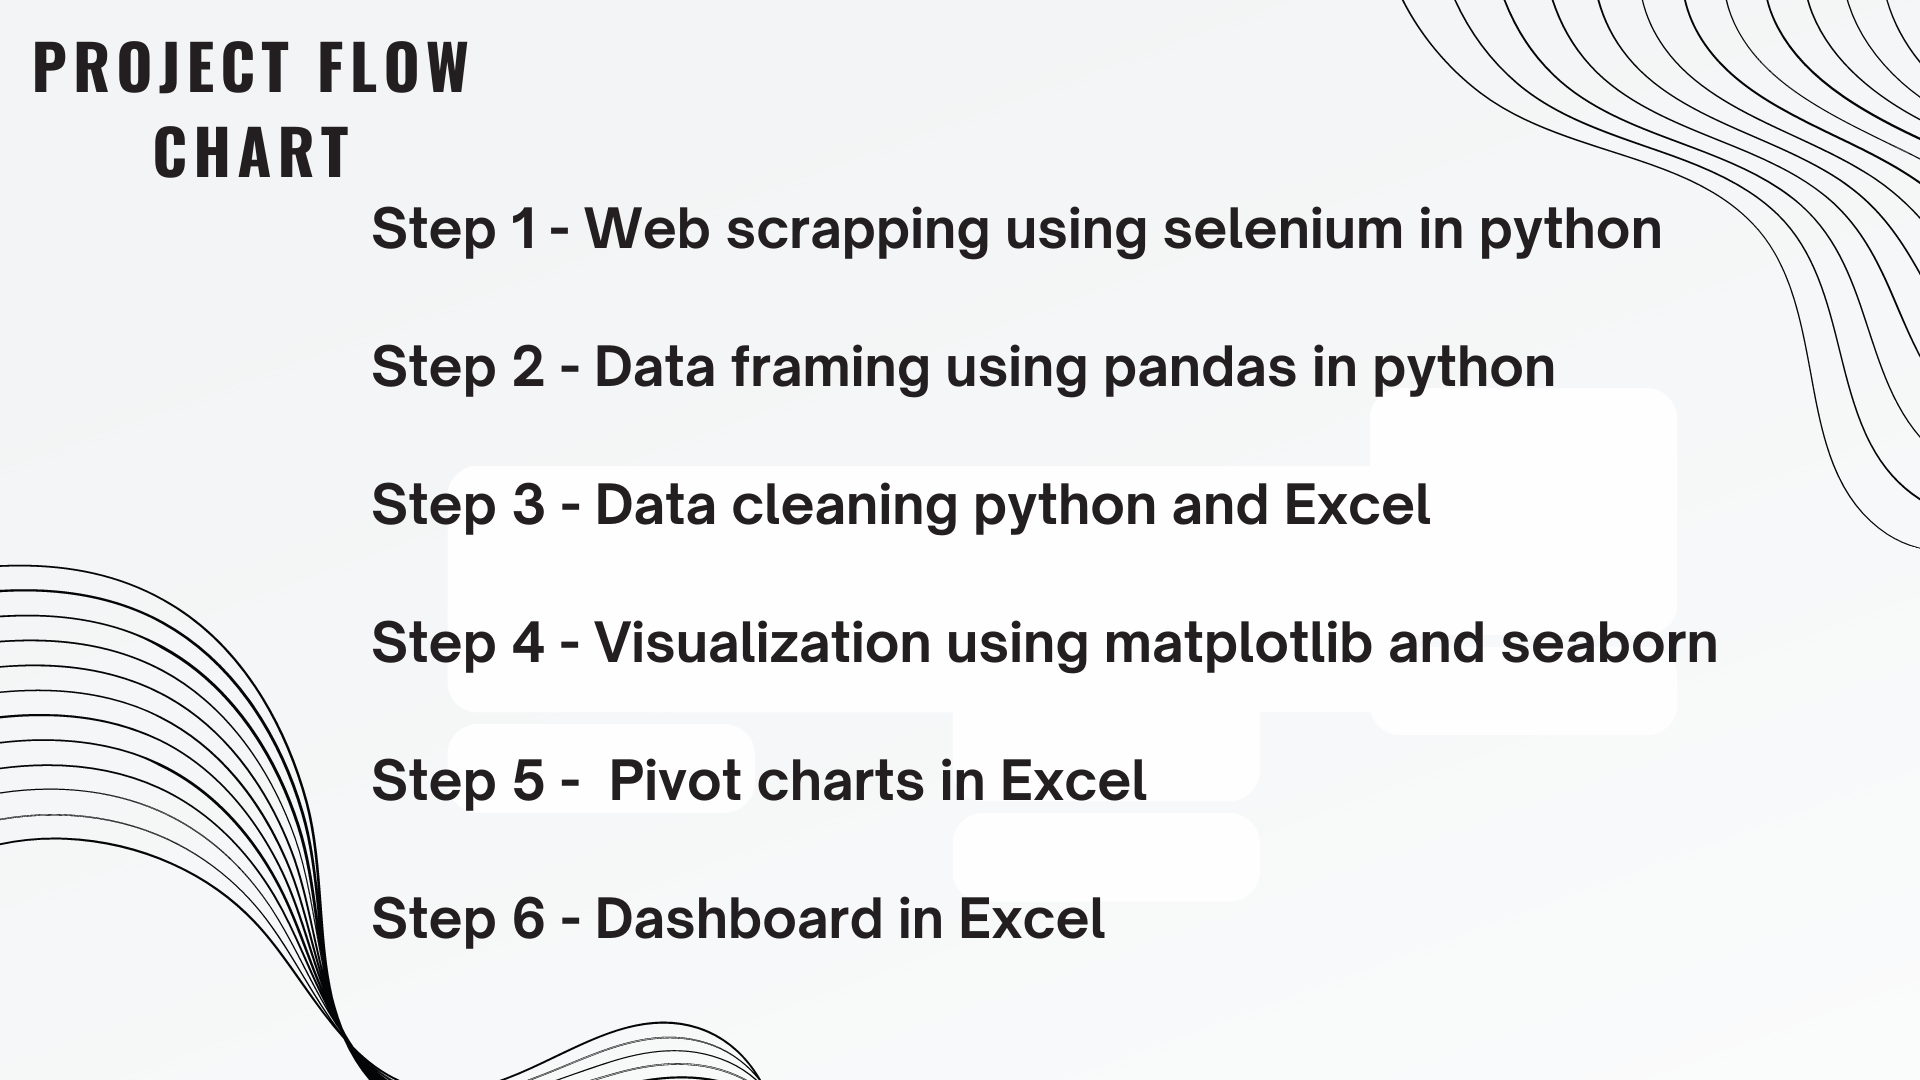 PROJECT FLOW
CHART
Step 1 - Web scrapping using selenium in python
Step 2 - Data framing using pandas in python
Step 3 - Data cleaning python and Excel
Step 4 - Visualization using matplotlib and seaborn
Step 5 -  Pivot charts in Excel
Step 6 - Dashboard in Excel